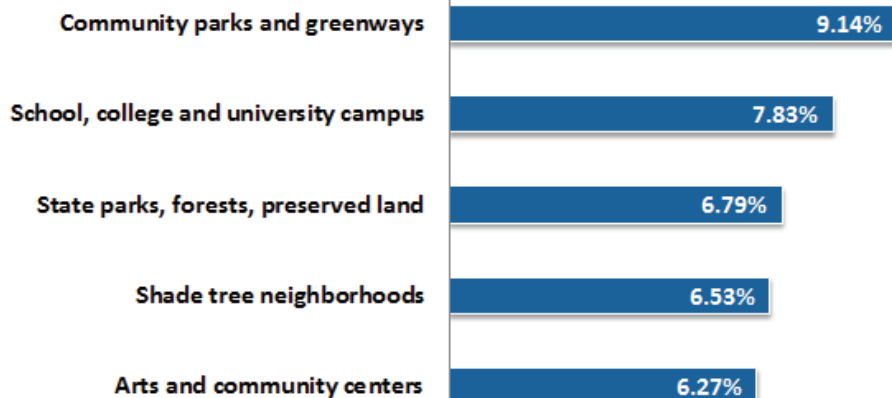 Community parks and greenways 9.14%
School, college and university campus 7.83%
State parks, forests, preserved land 6.79%
Shade tree neighborhoods 6.53%
Arts and community centers 6.27%